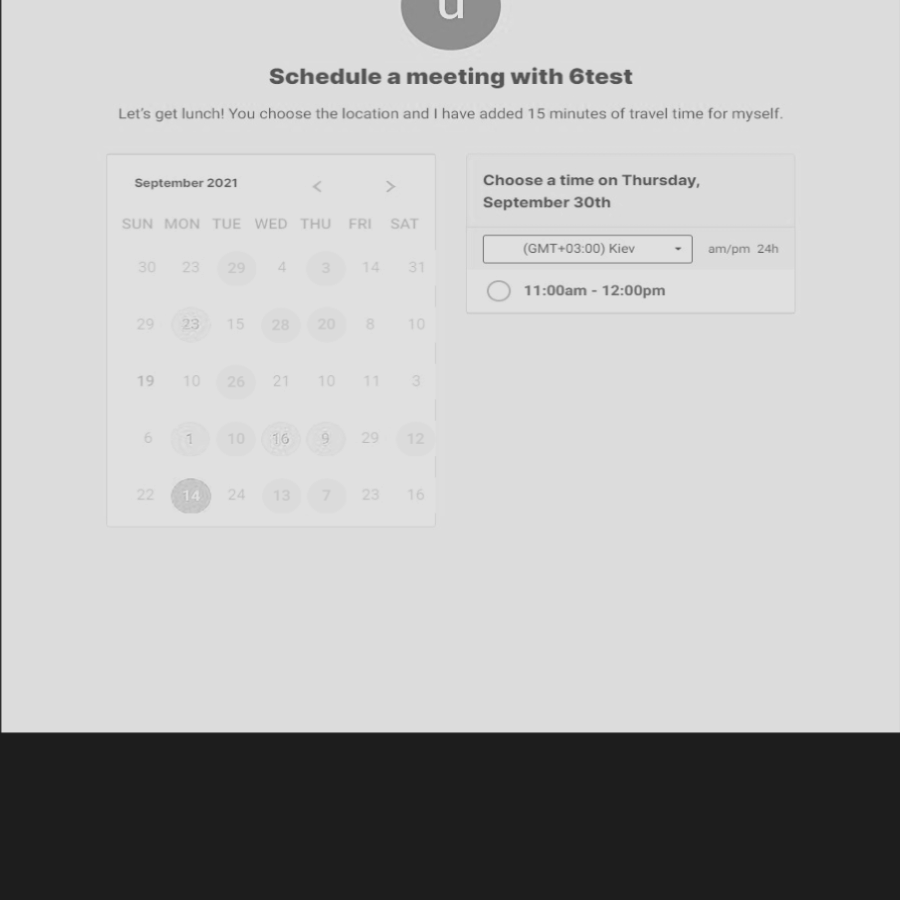 u
Schedule a meeting with 6test
Let's get lunch! You choose the location and I have added 15 minutes of travel time for myself.
September 2021 < >
SUN MON TUE WED THU FRI SAT
30 23 29 4 3 14 31
29 23 15 28 20 8 10
19 10 26 21 10 11 3
6 1 10 16 9 29 12
22 14 24 13 7 23 16
Choose a time on Thursday,
September 30th
(GMT+03:00) Kiev am/pm 24h
11:00am - 12:00pm